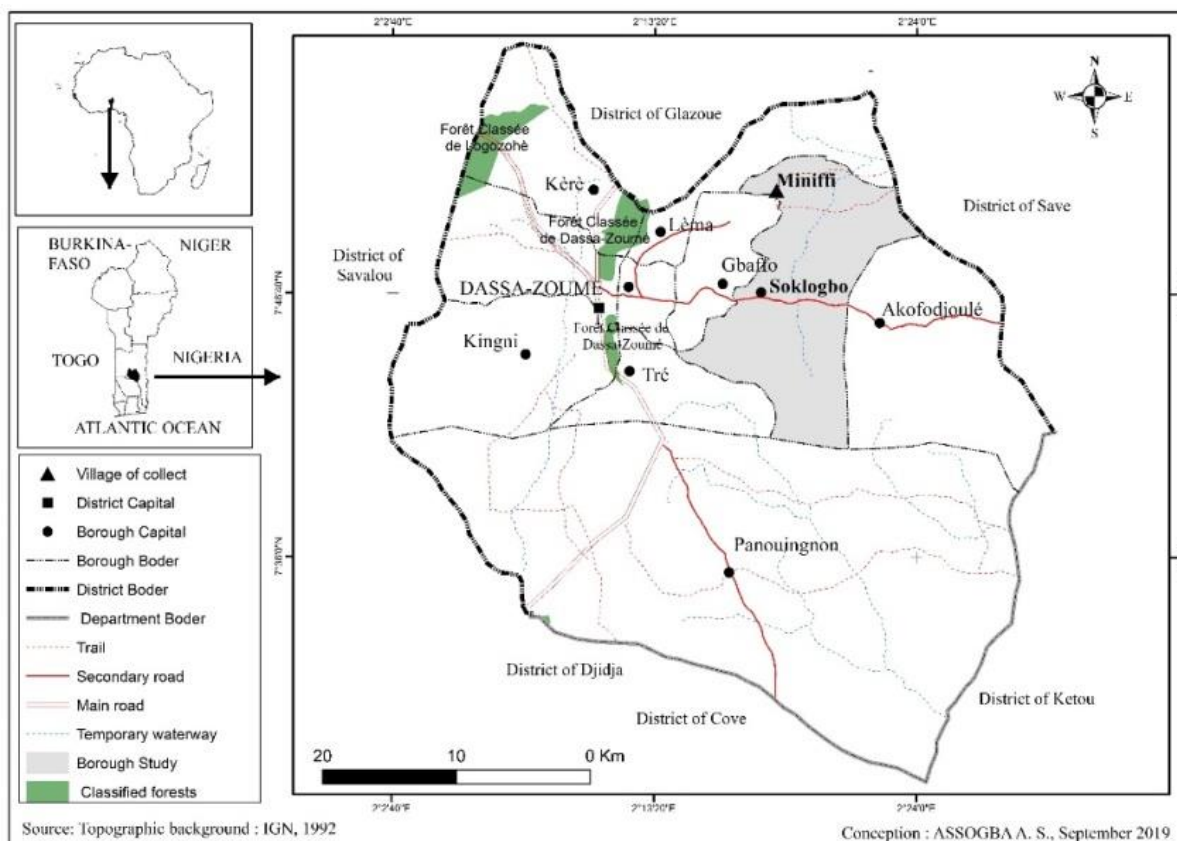 2°2'40"E
2°13'20"E
2°24'0"E
N
W
E
S
District of Glazoue
Forêt Classée
de Logozohè
Kèrè
Miniffi
District of Save
Forêt Classée
de Dassa-Zoumé
Lèma
BURKINA-
FASO
NIGER
District of
Savalou
Gbaffo
DASSA-ZOUME
Soklogbo
Akofodjoulé
Forêt Classée de
Dassa-Zoumé
Kingni
Tré
TOGO
NIGERIA
ATLANTIC OCEAN
Village of collect
District Capital
Borough Capital
Borough Boder
District Boder
Department Boder
Trail
Secondary road
Main road
Temporary waterway
Borough Study
Classified forests
Panouingnon
District of Djidja
District of Ketou
District of Cove
20
10
0 Km
2°2'40"E
2°13'20"E
2°24'0"E
Source: Topographic background : IGN, 1992
Conception : ASSOGBA A. S., September 2019